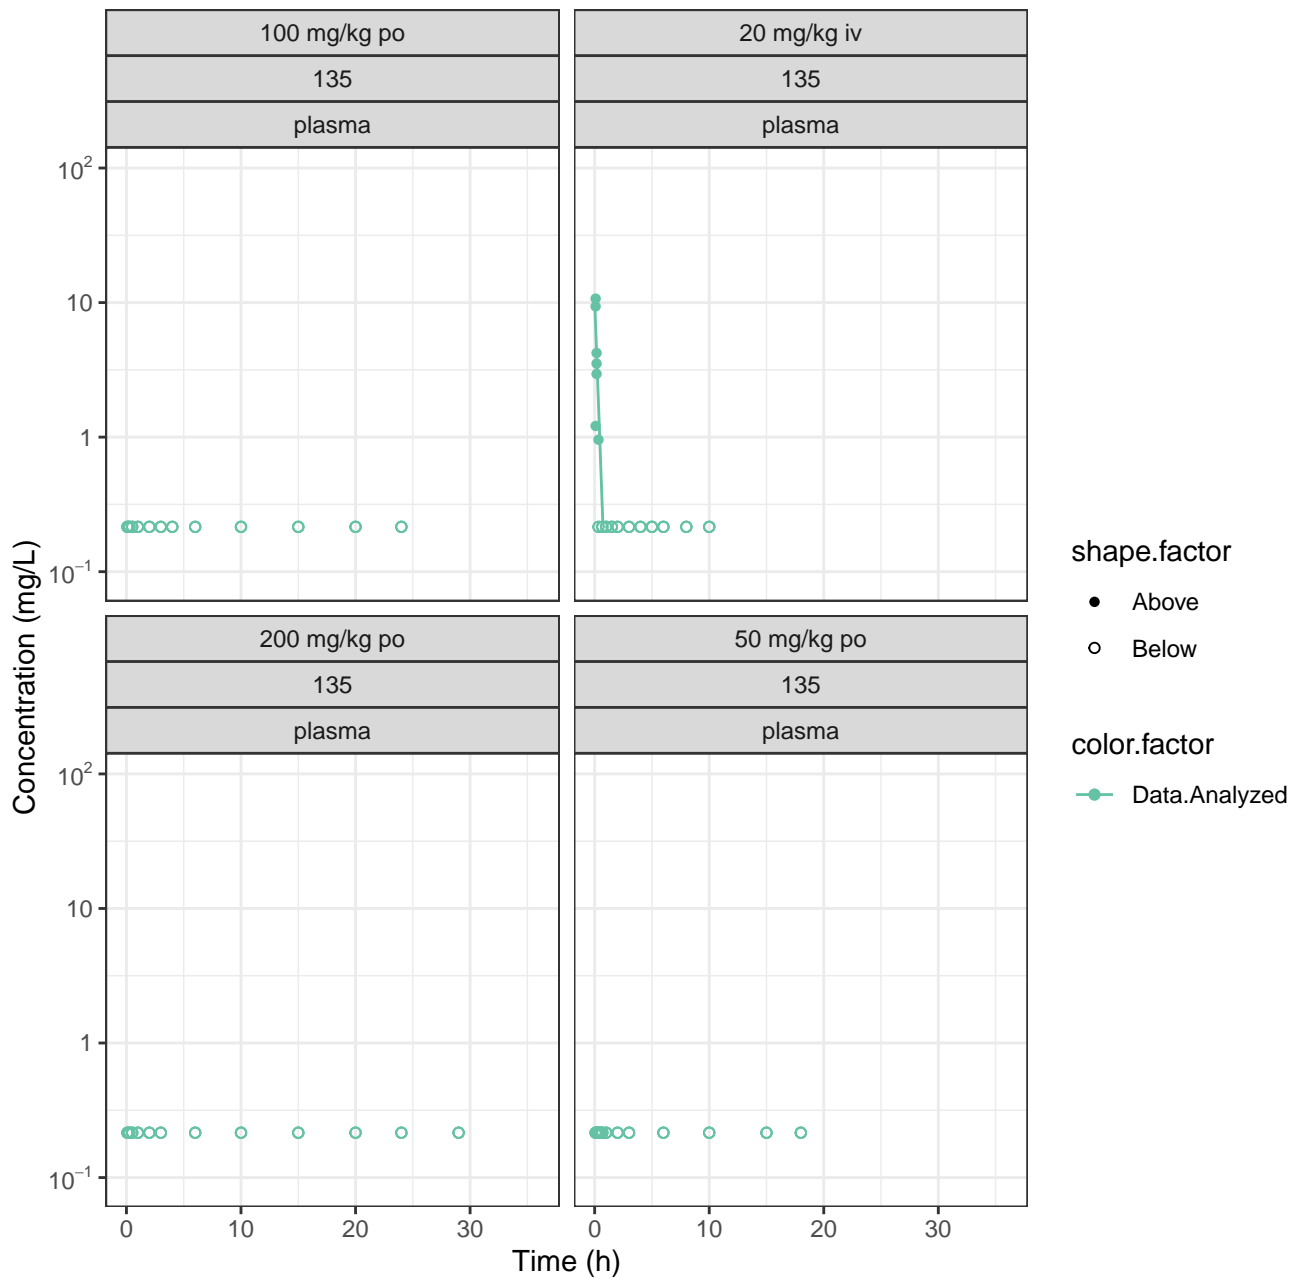 100 mg/kg po
135
plasma
20 mg/kg iv
135
plasma
10²
10
1
10⁻¹
200 mg/kg po
135
plasma
50 mg/kg po
135
plasma
10²
10
1
10⁻¹
0 10 20 30
0 10 20 30
Time (h)
Concentration (mg/L)
shape.factor
Above
Below
color.factor
Data.Analyzed